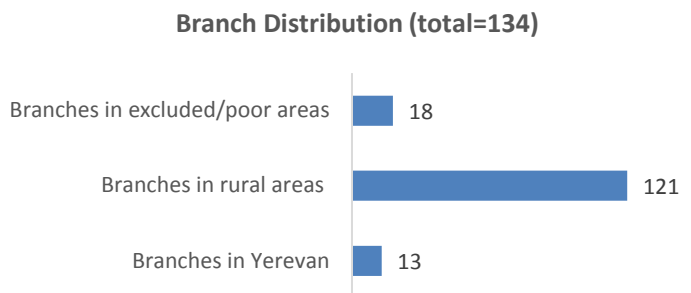 Branch Distribution (total=134)
Branches in excluded/poor areas 18
Branches in rural areas 121
Branches in Yerevan 13